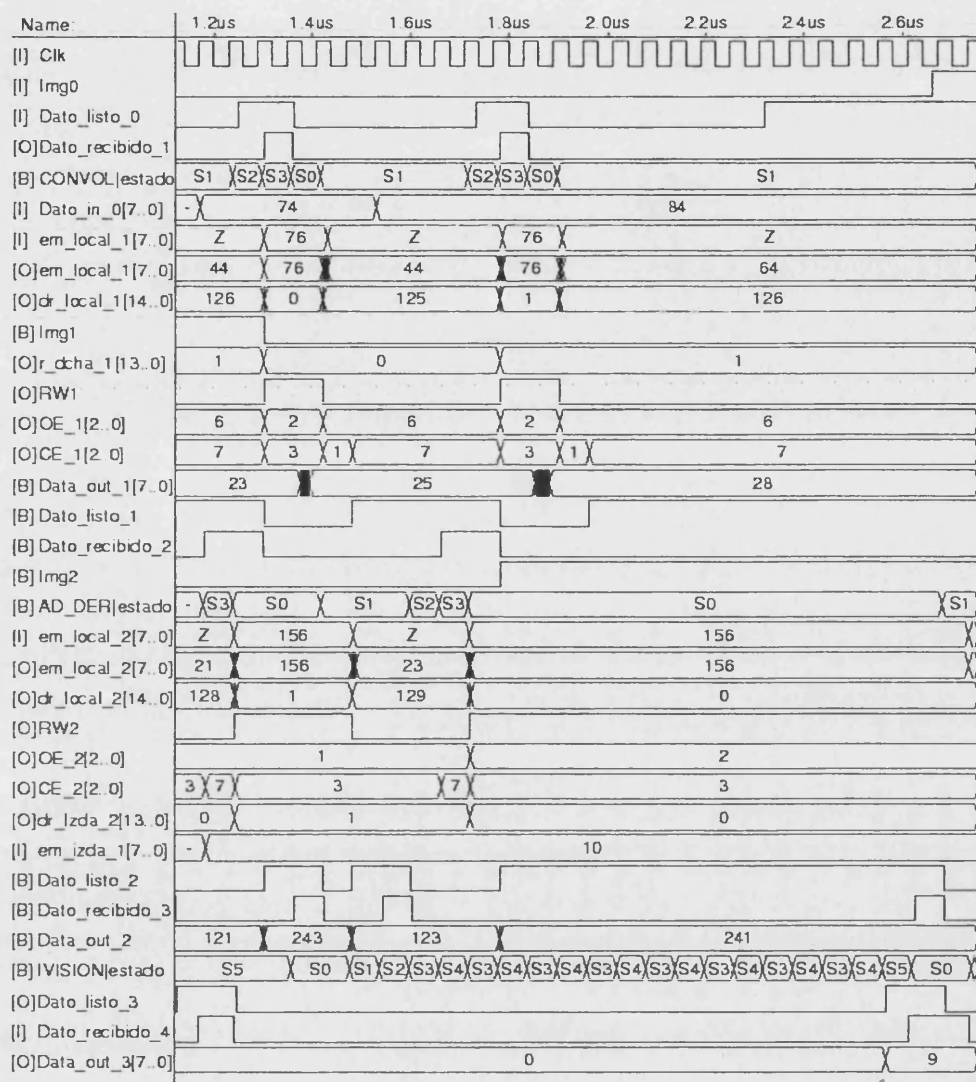 Name: 1.2us 1.4us 1.6us 1.8us 2.0us 2.2us 2.4us 2.6us
[I] Clk
[I] Img0
[I] Dato_listo_0
[O]Dato_recibido_1
[B] CONVOL|estado S1 S2 S3 S0 S1 S2 S3 S0 S1
[I] Dato_in_0[7..0] - 74 84
[I] em_local_1[7..0] Z 76 Z 76 Z
[O]em_local_1[7..0] 44 76 44 76 64
[O]dr_local_1[14..0] 126 0 125 1 126
[B] Img1
[O]r_dcha_1[13..0] 1 0 1
[O]RW1
[O]OE_1[2..0] 6 2 6 2 6
[O]CE_1[2..0] 7 3 1 7 3 1 7
[B] Data_out_1[7..0] 23 25 28
[B] Dato_listo_1
[B] Dato_recibido_2
[B] Img2
[B] AD_DER|estado - S3 S0 S1 S2 S3 S0 S1
[I] em_local_2[7..0] Z 156 Z 156
[O]em_local_2[7..0] 21 156 23 156
[O]dr_local_2[14..0] 128 1 129 0
[O]RW2
[O]OE_2[2..0] 1 2
[O]CE_2[2..0] 3 7 3 7 3
[O]dr_Izda_2[13..0] 0 1 0
[I] em_izda_1[7..0] - 10
[B] Dato_listo_2
[B] Dato_recibido_3
[B] Data_out_2 121 243 123 241
[B] IVISION|estado S5 S0 S1 S2 S3 S4 S3 S4 S3 S4 S3 S4 S3 S4 S3 S4 S3 S4 S5 S0
[O]Dato_listo_3
[I] Dato_recibido_4
[O]Data_out_3[7..0] 0 9